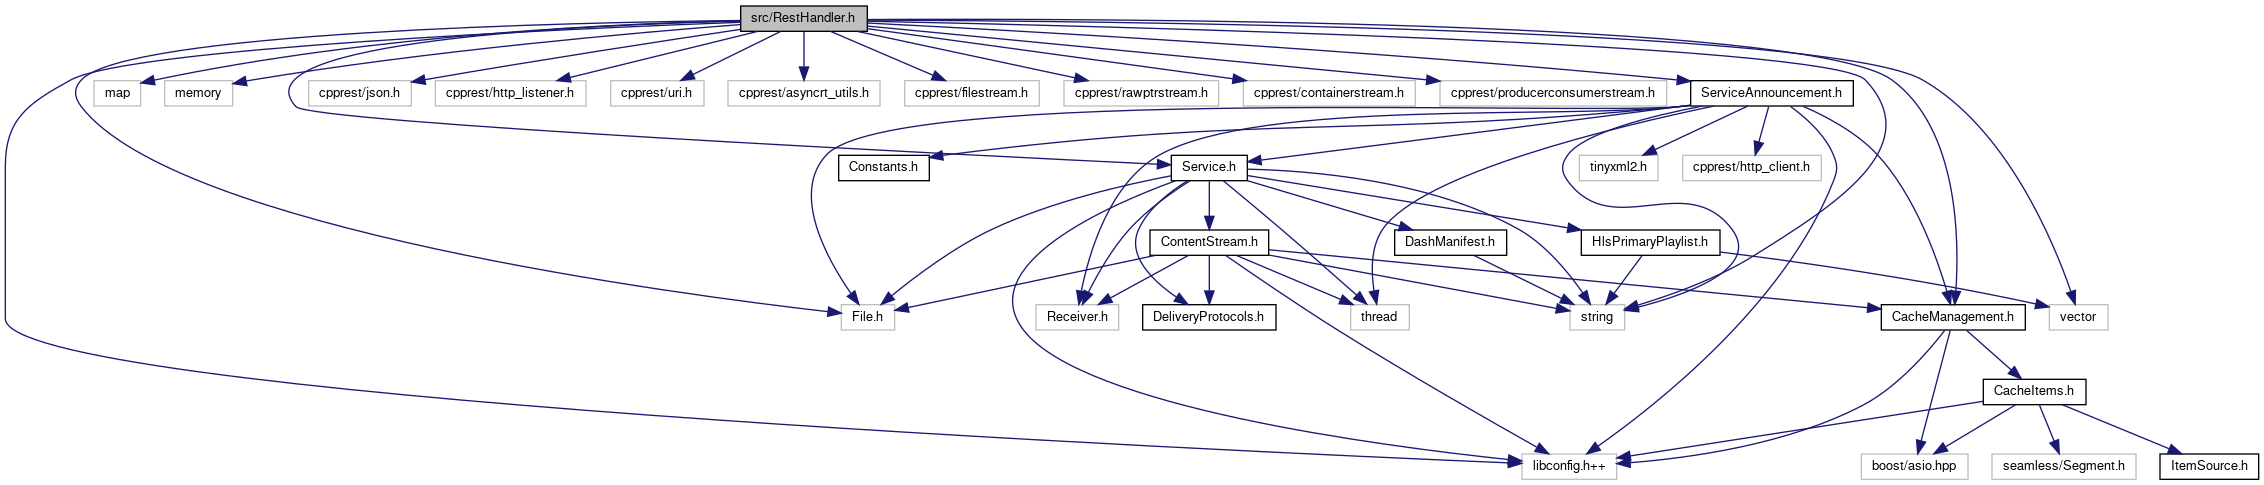 src/RestHandler.h
map
memory
cpprest/json.h
cpprest/http_listener.h
cpprest/uri.h
cpprest/asyncrt_utils.h
cpprest/filestream.h
cpprest/rawptrstream.h
cpprest/containerstream.h
cpprest/producerconsumerstream.h
ServiceAnnouncement.h
Constants.h
Service.h
tinyxml2.h
cpprest/http_client.h
ContentStream.h
DashManifest.h
HlsPrimaryPlaylist.h
File.h
Receiver.h
DeliveryProtocols.h
thread
string
CacheManagement.h
vector
CacheItems.h
libconfig.h++
boost/asio.hpp
seamless/Segment.h
ItemSource.h